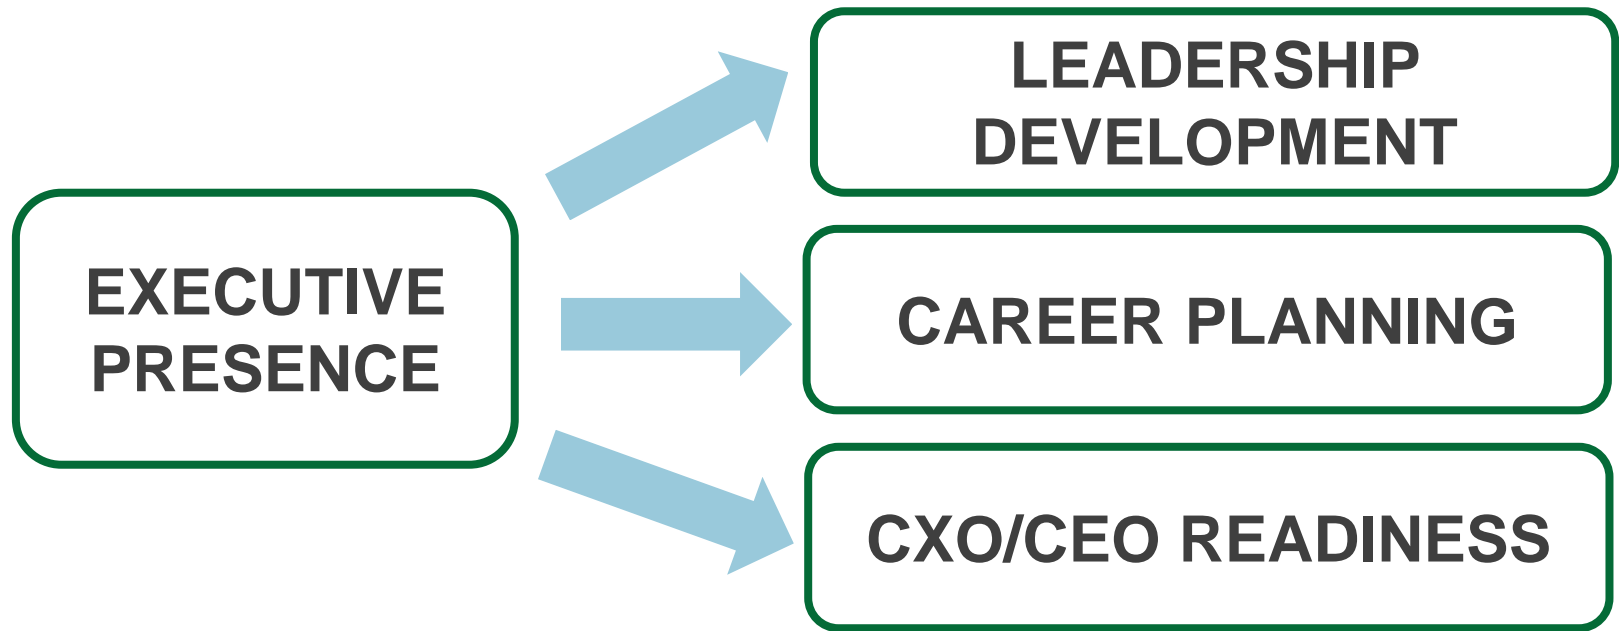 EXECUTIVE
PRESENCE
LEADERSHIP
DEVELOPMENT
CAREER PLANNING
CXO/CEO READINESS